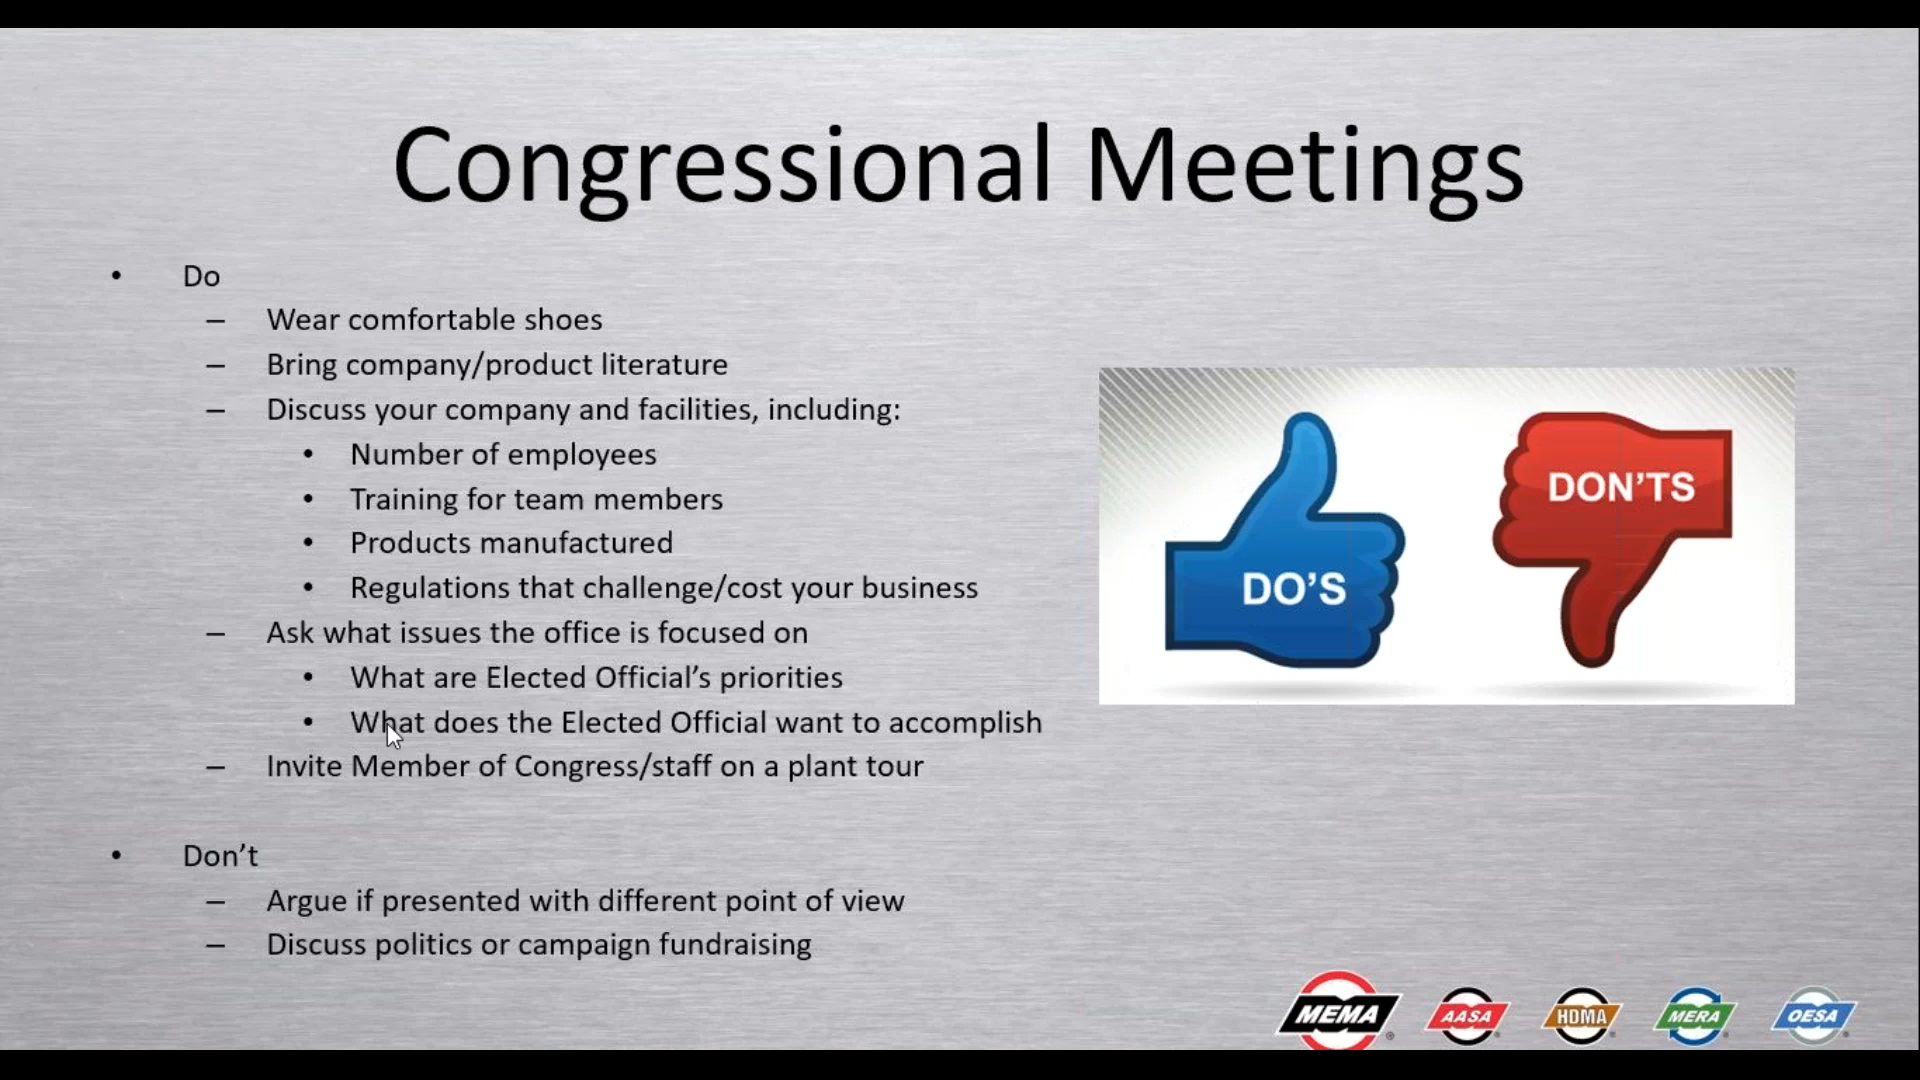 Congressional Meetings
• Do
– Wear comfortable shoes
– Bring company/product literature
– Discuss your company and facilities, including:
• Number of employees
• Training for team members
• Products manufactured
• Regulations that challenge/cost your business
– Ask what issues the office is focused on
• What are Elected Official’s priorities
• What does the Elected Official want to accomplish
– Invite Member of Congress/staff on a plant tour
• Don’t
– Argue if presented with different point of view
– Discuss politics or campaign fundraising
DO’S
DON’TS
MEMA ®
AASA
HDMA
MERA
OESA